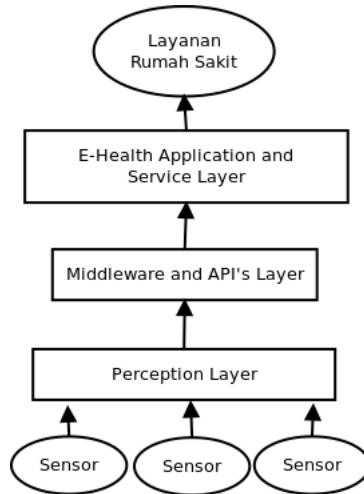 Layanan
Rumah Sakit
E-Health Application and
Service Layer
Middleware and API's Layer
Perception Layer
Sensor
Sensor
Sensor